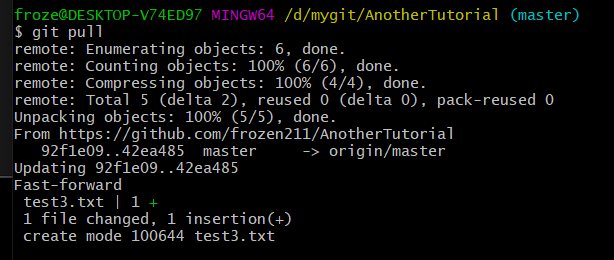 froze@DESKTOP-V74ED97 MINGW64 /d/mygit/AnotherTutorial (master)
$ git pull
remote: Enumerating objects: 6, done.
remote: Counting objects: 100% (6/6), done.
remote: Compressing objects: 100% (4/4), done.
remote: Total 5 (delta 2), reused 0 (delta 0), pack-reused 0
Unpacking objects: 100% (5/5), done.
From https://github.com/frozen211/AnotherTutorial
   92f1e09..42ea485  master     -> origin/master
Updating 92f1e09..42ea485
Fast-forward
 test3.txt | 1 +
 1 file changed, 1 insertion(+)
 create mode 100644 test3.txt